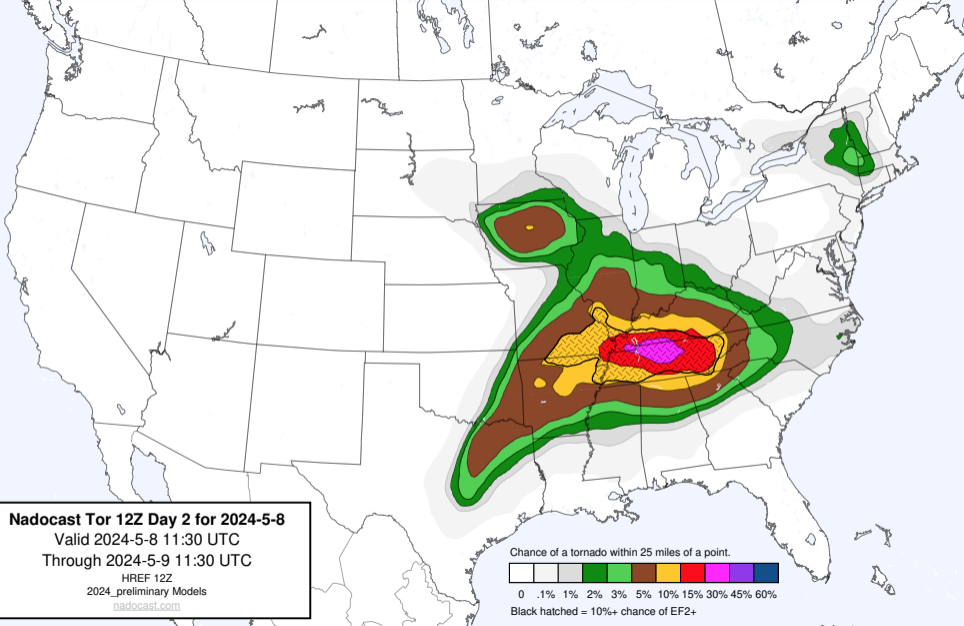 Nadocast Tor 12Z Day 2 for 2024-5-8
Valid 2024-5-8 11:30 UTC
Through 2024-5-9 11:30 UTC
HREF 12Z
2024_preliminary Models
nadocast.com
Chance of a tornado within 25 miles of a point.
0 .1% 1% 2% 3% 5% 10% 15% 30% 45% 60%
Black hatched = 10%+ chance of EF2+